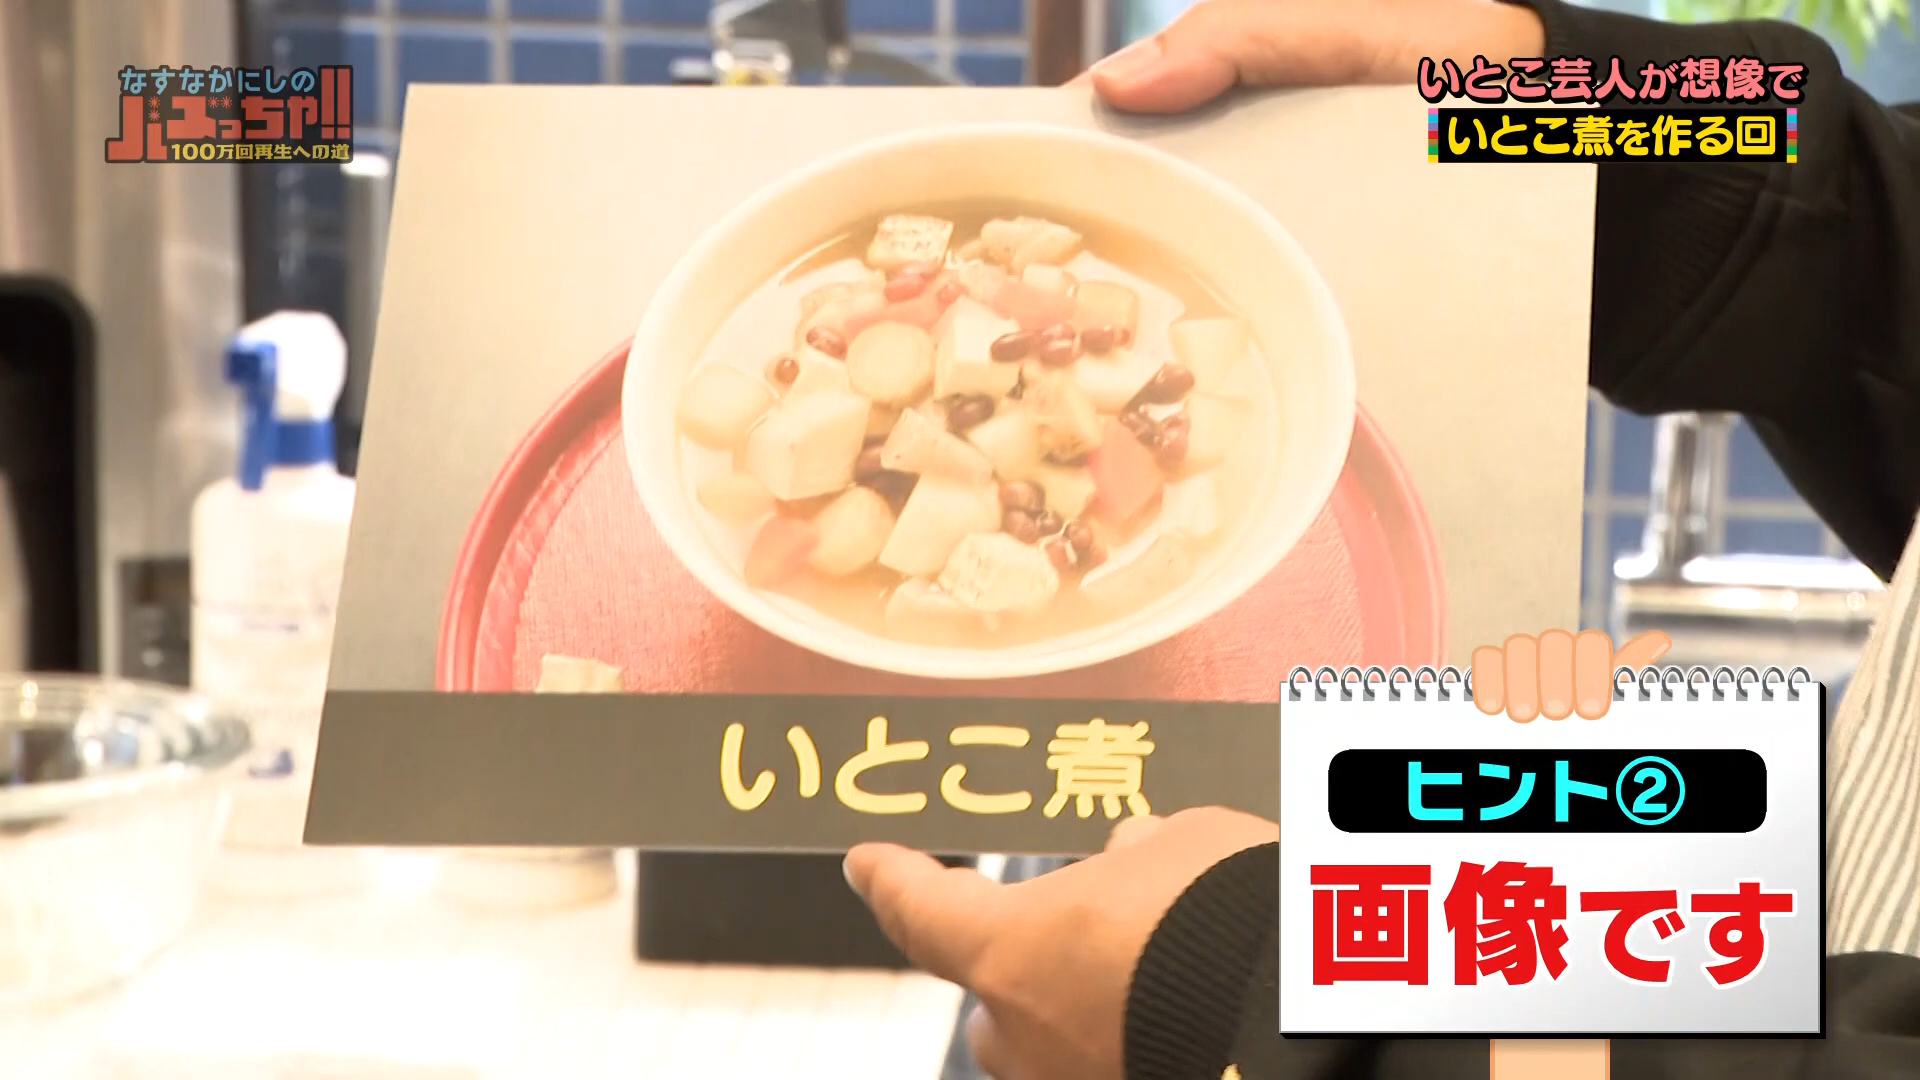 なすなかにしの
バズっちゃ!!
100万回再生への道
いとこ芸人が想像で
いとこ煮を作る回
いとこ煮
ヒント②
画像です